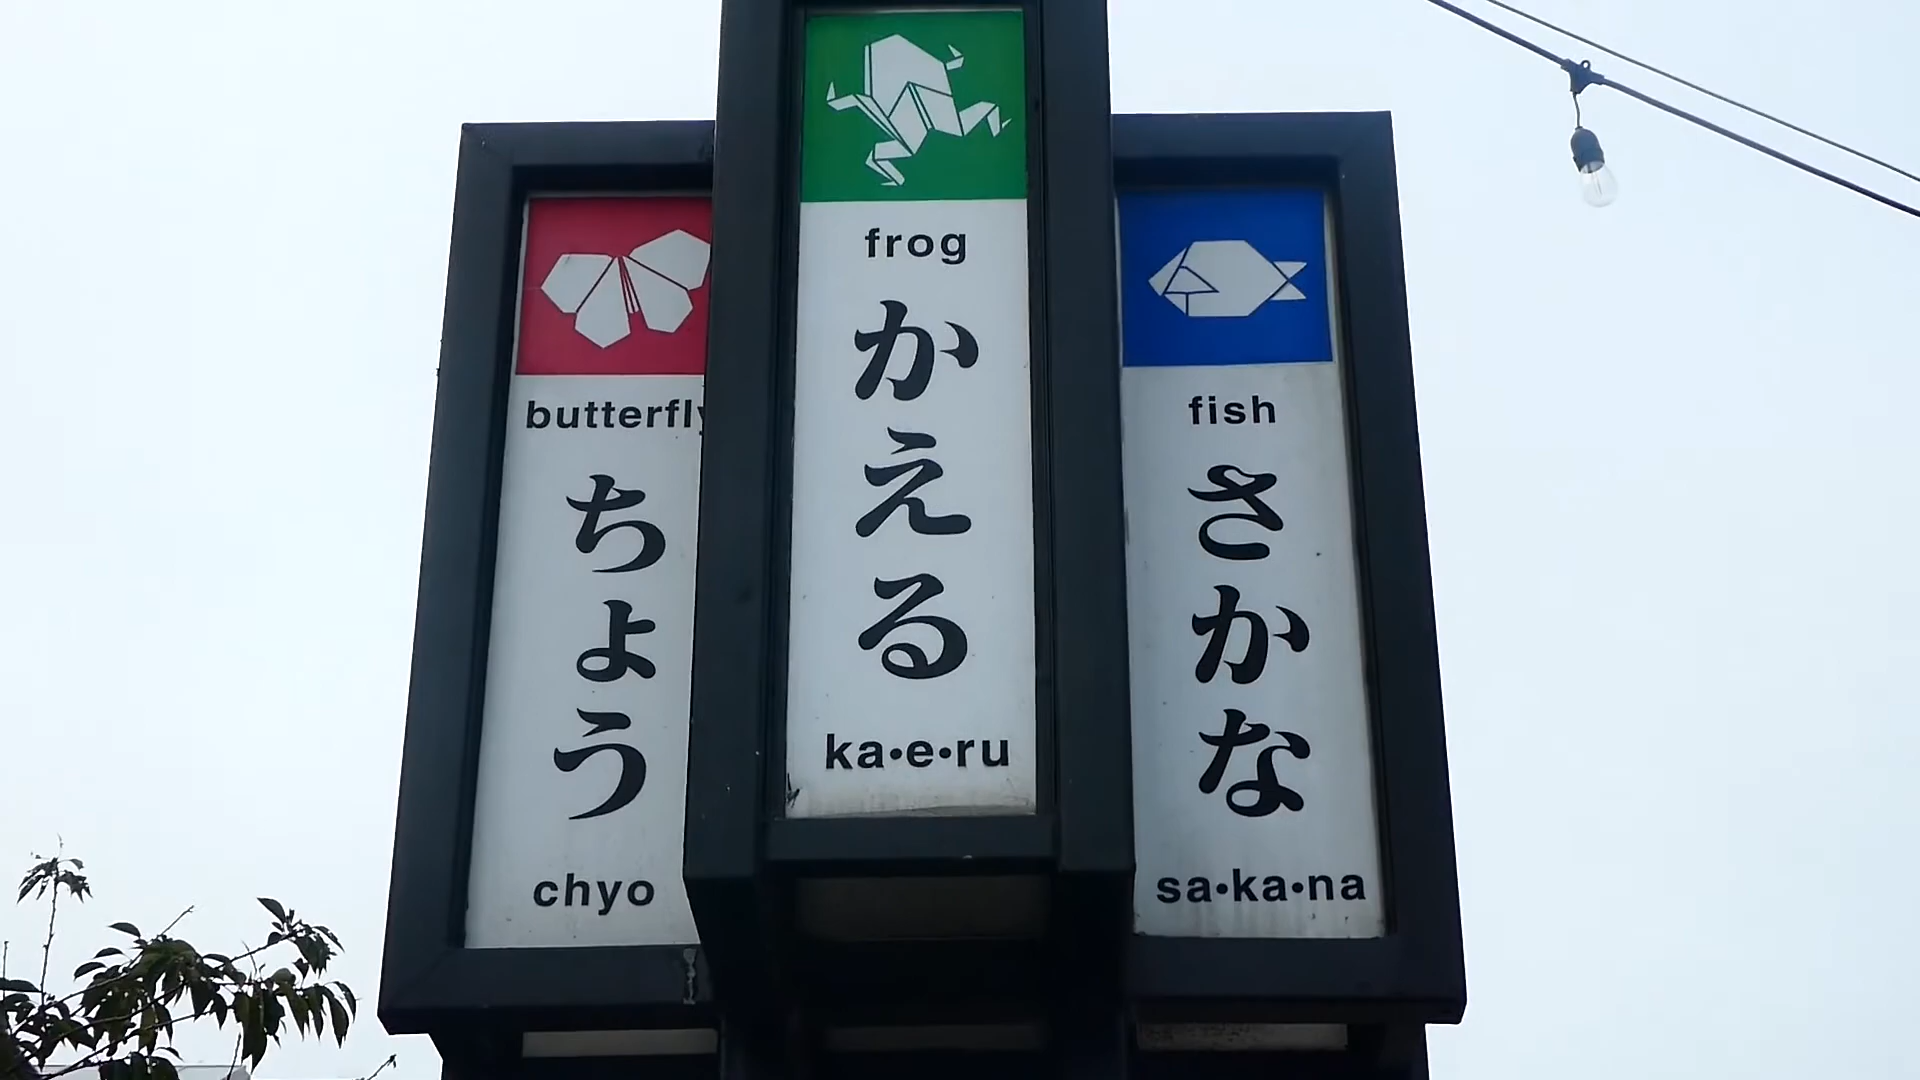 butterfly
ちょう
chyo
frog
かえる
ka•e•ru
fish
さかな
sa•ka•na